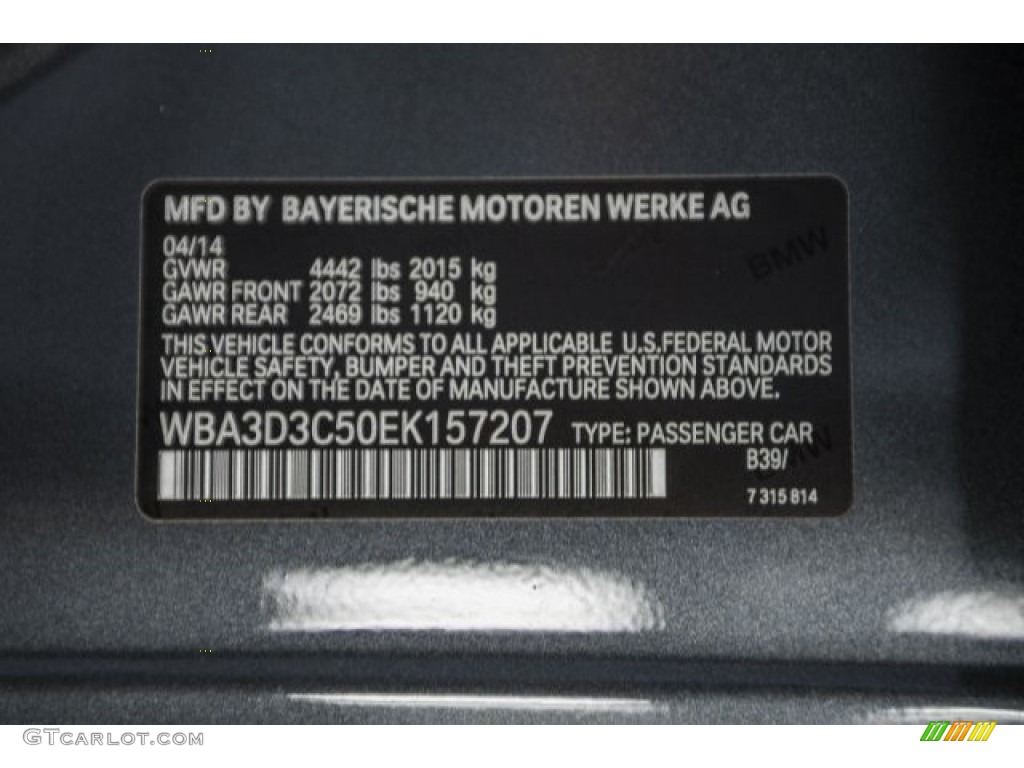 MFD BY BAYERISCHE MOTOREN WERKE AG
BMW
04/14
GVWR 4442 lbs 2015 kg
GAWR FRONT 2072 lbs 940 kg
GAWR REAR 2469 lbs 1120 kg
THIS VEHICLE CONFORMS TO ALL APPLICABLE U.S.FEDERAL MOTOR
VEHICLE SAFETY, BUMPER AND THEFT PREVENTION STANDARDS
IN EFFECT ON THE DATE OF MANUFACTURE SHOWN ABOVE.
WBA3D3C50EK157207 TYPE: PASSENGER CAR
B39/
BMW
7 315 814
GTcarlot.com